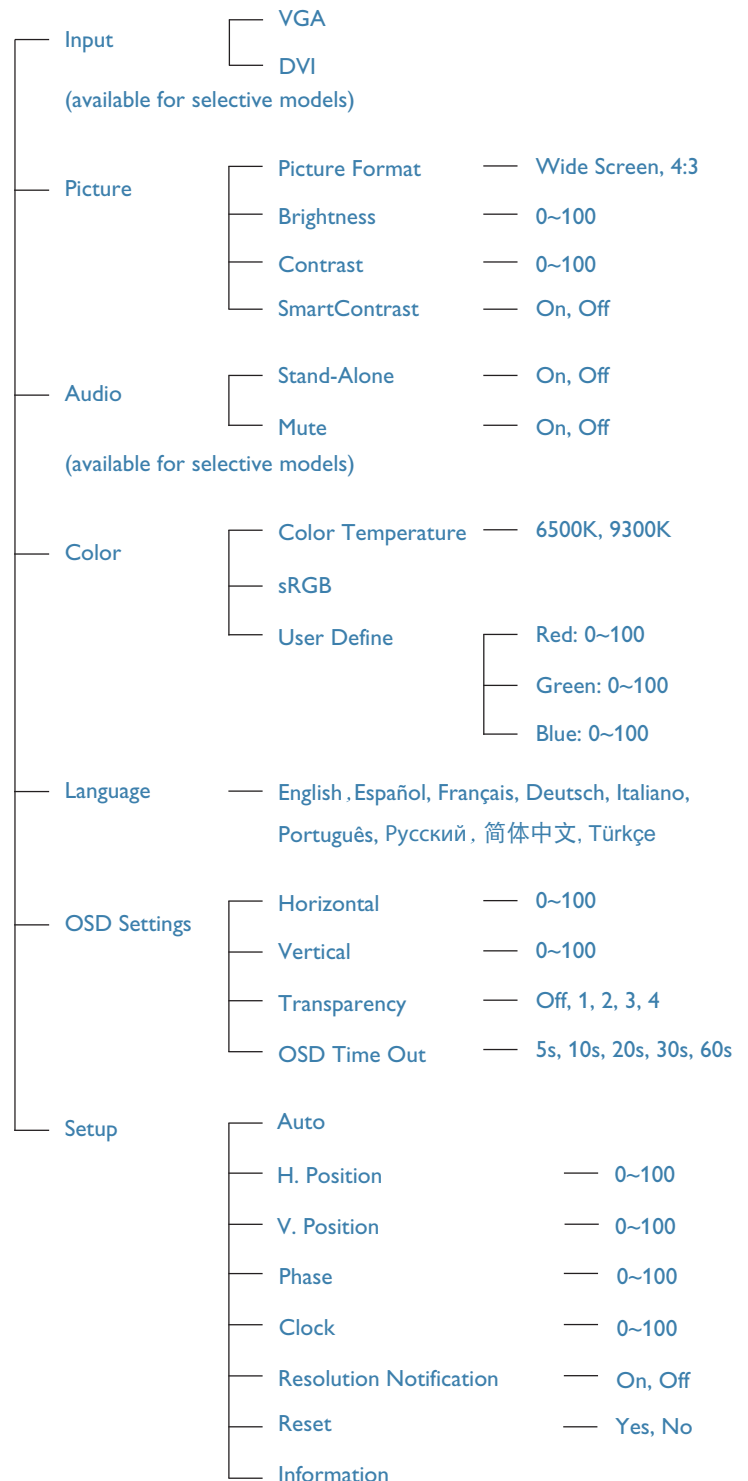 Input
VGA
DVI
(available for selective models)
Picture
Picture Format Wide Screen, 4:3
Brightness 0~100
Contrast 0~100
SmartContrast On, Off
Audio
Stand-Alone On, Off
Mute On, Off
(available for selective models)
Color
Color Temperature 6500K, 9300K
sRGB
User Define Red: 0~100
Green: 0~100
Blue: 0~100
Language English, Español, Français, Deutsch, Italiano,
Português, Русский, 简体中文, Türkçe
OSD Settings
Horizontal 0~100
Vertical 0~100
Transparency Off, 1, 2, 3, 4
OSD Time Out 5s, 10s, 20s, 30s, 60s
Setup
Auto
H. Position 0~100
V. Position 0~100
Phase 0~100
Clock 0~100
Resolution Notification On, Off
Reset Yes, No
Information